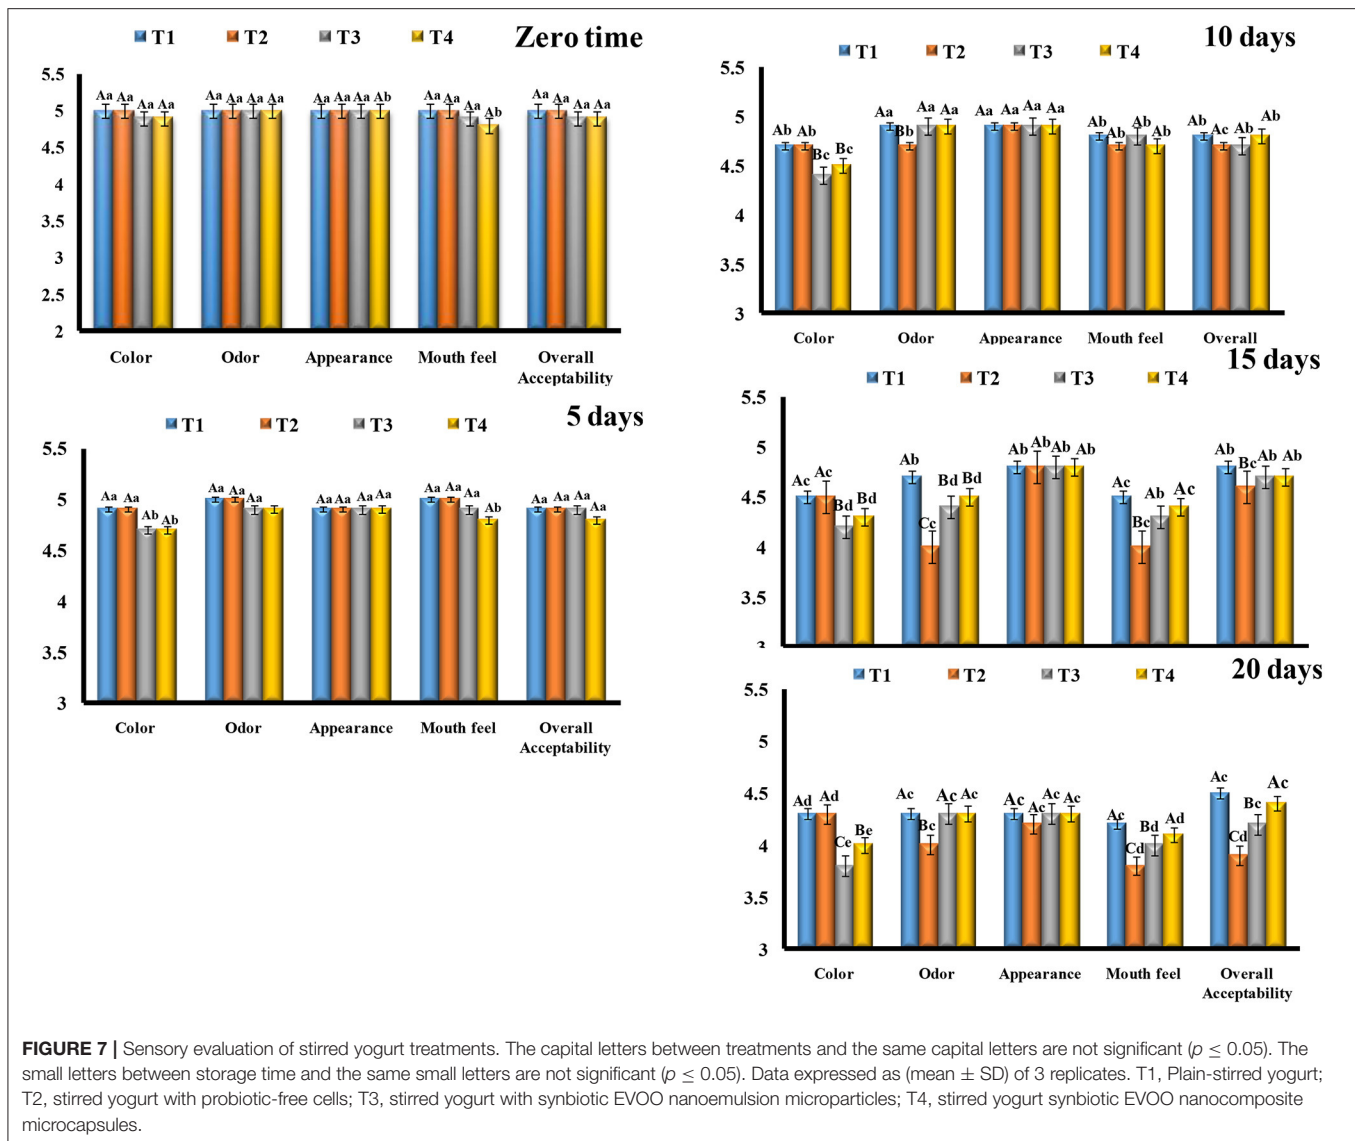 T1 T2 T3 T4 Zero time
5.5
5
4.5
4
3.5
3
2.5
2
Aa Aa Aa Aa Aa Aa Aa Aa Aa Aa Aa Ab Aa Aa Aa Ab Aa Aa Aa Aa
Color Odor Appearance Mouth feel Overall
Acceptability
T1 T2 T3 T4 5 days
5.5
5
4.5
4
3.5
3
Aa Aa Ab Ab Aa Aa Aa Aa Aa Aa Aa Aa Aa Aa Ab Aa Aa Aa Aa
Color Odor Appearance Mouth feel Overall
Acceptability
10 days
T1 T2 T3 T4
5.5
5
4.5
4
3.5
3
Ab Ab Bc Bc Aa Bb Aa Aa Aa Aa Aa Aa Ab Ab Ab Ab Ab Ac Ab Ab
Color Odor Appearance Mouth feel Overall
15 days
T1 T2 T3 T4
5.5
5
4.5
4
3.5
3
Ac Ac Bd Bd Ab Cc Bd Bd Ab Ab Ab Ab Ac Bc Ab Ac Ab Bc Ab Ab
T1 T2 T3 T4 20 days
5.5
5
4.5
4
3.5
3
Ad Ad Ce Be Ac Bc Ac Ac Ac Ac Ac Ac Ac Cd Bd Ad Ac Cd Bc Ac
Color Odor Appearance Mouth feel Overall
Acceptability
FIGURE 7 | Sensory evaluation of stirred yogurt treatments. The capital letters between treatments and the same capital letters are not significant (p ≤ 0.05). The
small letters between storage time and the same small letters are not significant (p ≤ 0.05). Data expressed as (mean ± SD) of 3 replicates. T1, Plain-stirred yogurt;
T2, stirred yogurt with probiotic-free cells; T3, stirred yogurt with synbiotic EVOO nanoemulsion microparticles; T4, stirred yogurt synbiotic EVOO nanocomposite
microcapsules.